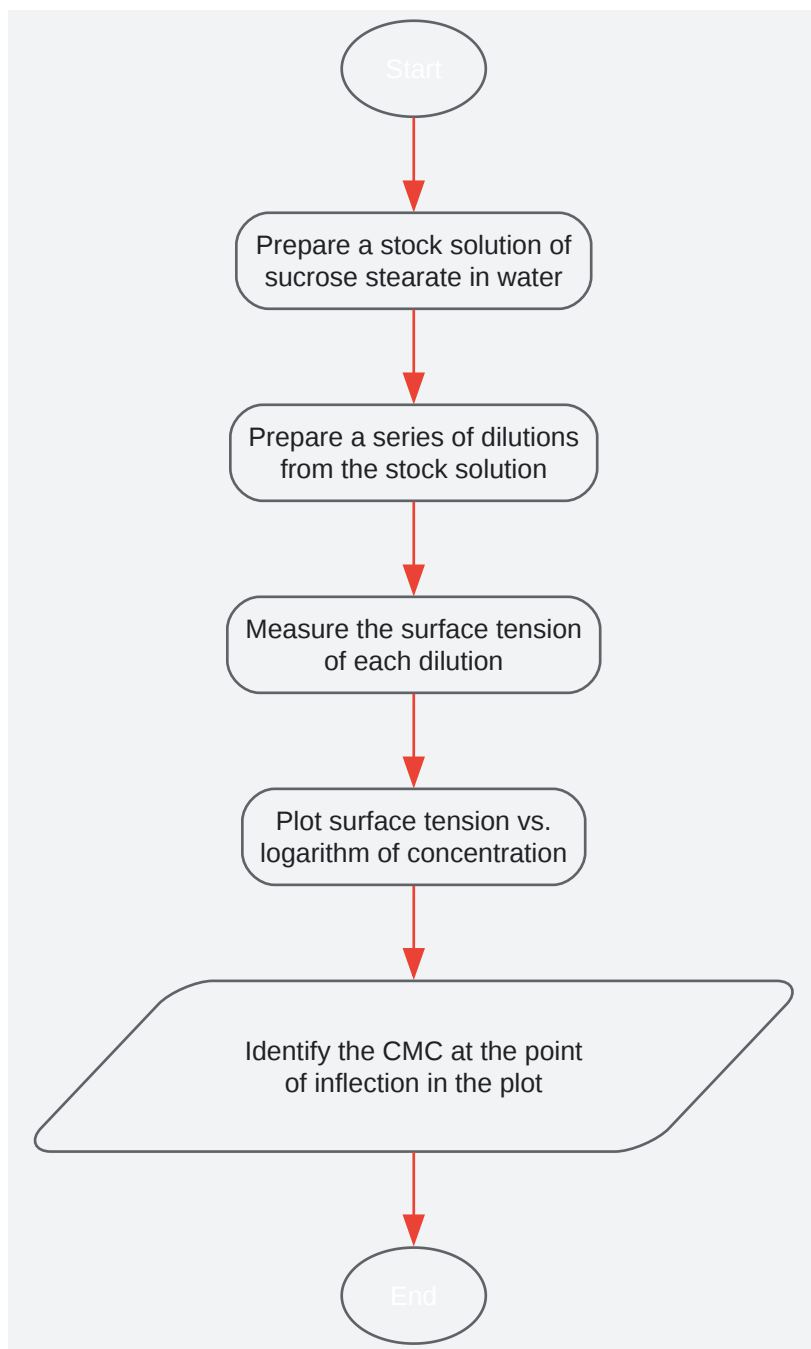 Start
Prepare a stock solution of
sucrose stearate in water
Prepare a series of dilutions
from the stock solution
Measure the surface tension
of each dilution
Plot surface tension vs.
logarithm of concentration
Identify the CMC at the point
of inflection in the plot
End